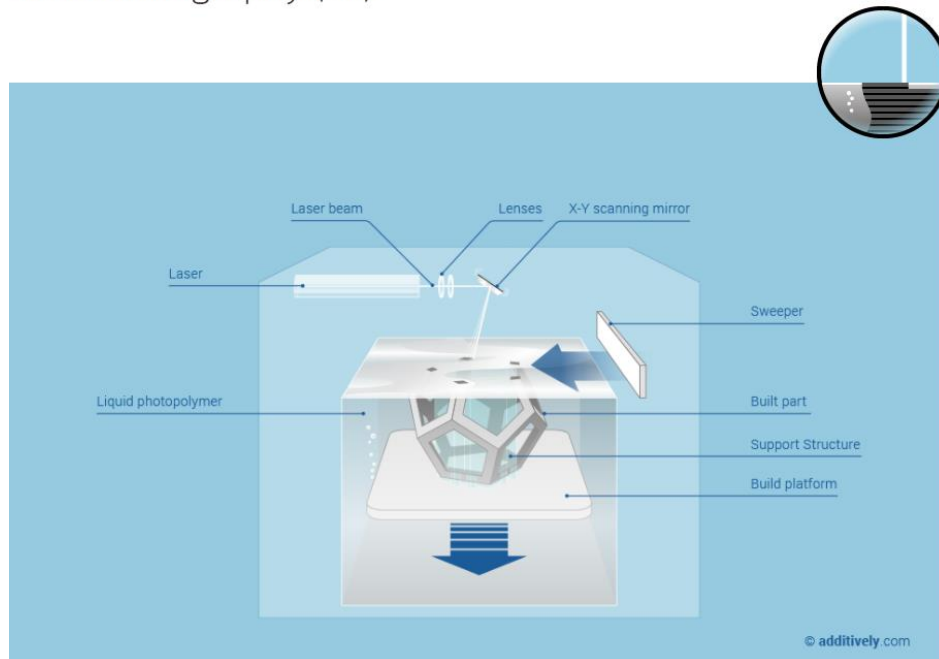 Laser beam
Lenses
X-Y scanning mirror
Laser
Sweeper
Liquid photopolymer
Built part
Support Structure
Build platform
© additively.com